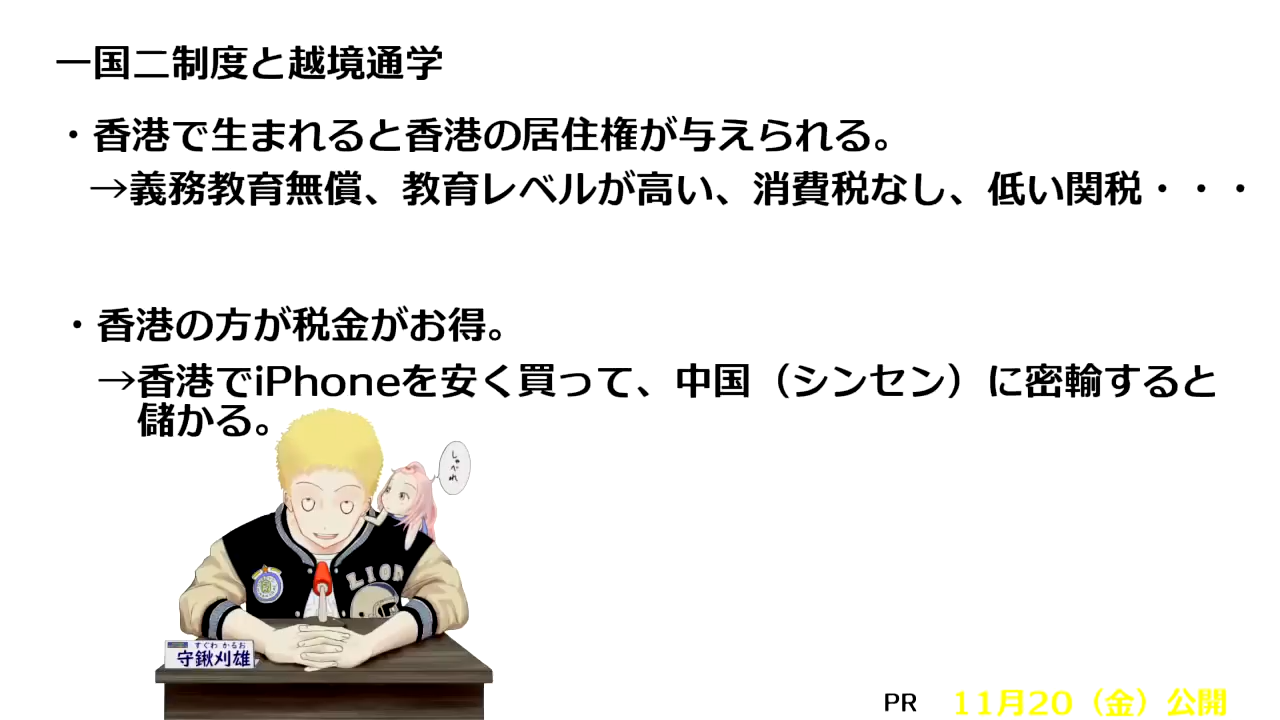 一国二制度と越境通学
・香港で生まれると香港の居住権が与えられる。
→義務教育無償、教育レベルが高い、消費税なし、低い関税・・・
・香港の方が税金がお得。
→香港でiPhoneを安く買って、中国（シンセン）に密輸すると
儲かる。
しゃべれ
LION
すぐわ かるお
守鍬刈雄
PR 11月20（金）公開